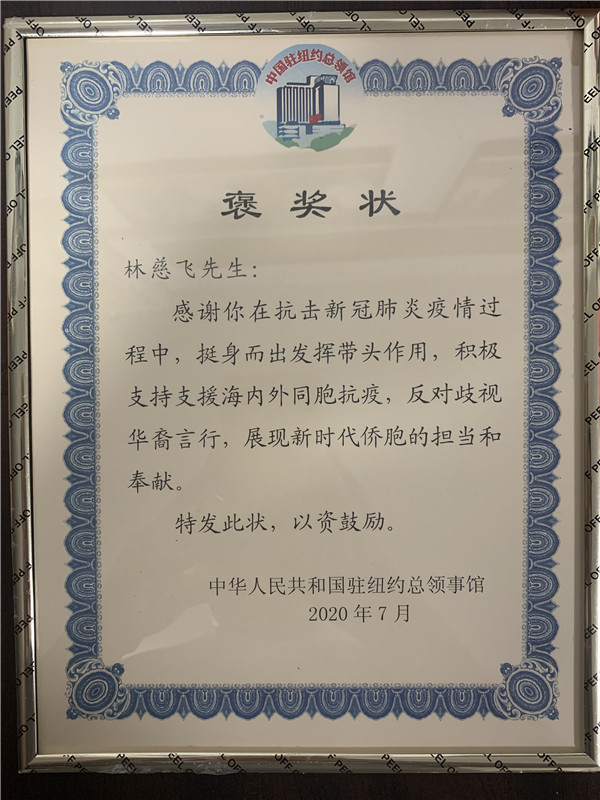 中国驻纽约总领馆
褒奖状
林慈飞先生：
感谢你在抗击新冠肺炎疫情过
程中，挺身而出发挥带头作用，积极
支持支援海内外同胞抗疫，反对歧视
华裔言行，展现新时代侨胞的担当和
奉献。
特发此状，以资鼓励。
中华人民共和国驻纽约总领事馆
2020 年 7 月
PEEL OFF